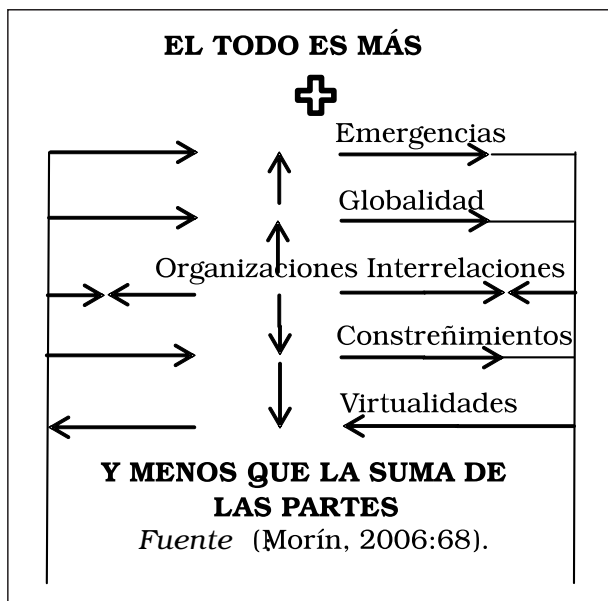 EL TODO ES MÁS
Emergencias
Globalidad
Organizaciones Interrelaciones
Constreñimientos
Virtualidades
Y MENOS QUE LA SUMA DE
LAS PARTES
Fuente (Morín, 2006:68).